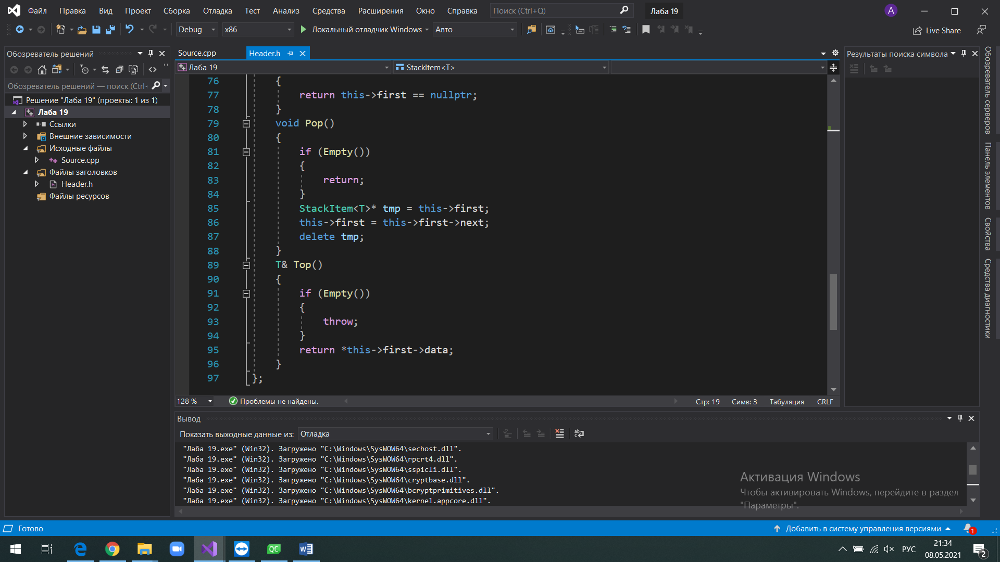 Файл Правка Вид Проект Сборка Отладка Тест Анализ Средства Расширения Окно Справка Поиск (Ctrl+Q) Лаба 19 A
Debug x86 Локальный отладчик Windows Авто Live Share
Обозреватель решений
Обозреватель решений — поиск (Ctrl+
Решение "Лаба 19" (проекты: 1 из 1)
Лаба 19
Ссылки
Внешние зависимости
Исходные файлы
Source.cpp
Файлы заголовков
Header.h
Файлы ресурсов
Source.cpp Header.h
Лаба 19 StackItem<T>
76 {
77 return this->first == nullptr;
78 }
79 void Pop()
80 {
81 if (Empty())
82 {
83 return;
84 }
85 StackItem<T>* tmp = this->first;
86 this->first = this->first->next;
87 delete tmp;
88 }
89 T& Top()
90 {
91 if (Empty())
92 {
93 throw;
94 }
95 return *this->first->data;
96 }
97 };
128 % Проблемы не найдены. Стр: 19 Симв: 3 Табуляция CRLF
Результаты поиска символа
Обозреватель серверов
Панель элементов
Свойства
Средства диагностики
Вывод
Показать выходные данные из: Отладка
"Лаба 19.exe" (Win32). Загружено "C:\Windows\SysWOW64\sechost.dll".
"Лаба 19.exe" (Win32). Загружено "C:\Windows\SysWOW64\rpcrt4.dll".
"Лаба 19.exe" (Win32). Загружено "C:\Windows\SysWOW64\sspicli.dll".
"Лаба 19.exe" (Win32). Загружено "C:\Windows\SysWOW64\cryptbase.dll".
"Лаба 19.exe" (Win32). Загружено "C:\Windows\SysWOW64\bcryptprimitives.dll".
"Лаба 19.exe" (Win32). Загружено "C:\Windows\SysWOW64\kernel.appcore.dll".
Активация Windows
Чтобы активировать Windows, перейдите в раздел
"Параметры".
Готово Добавить в систему управления версиями 1
QC РУС 21:34
08.05.2021 2